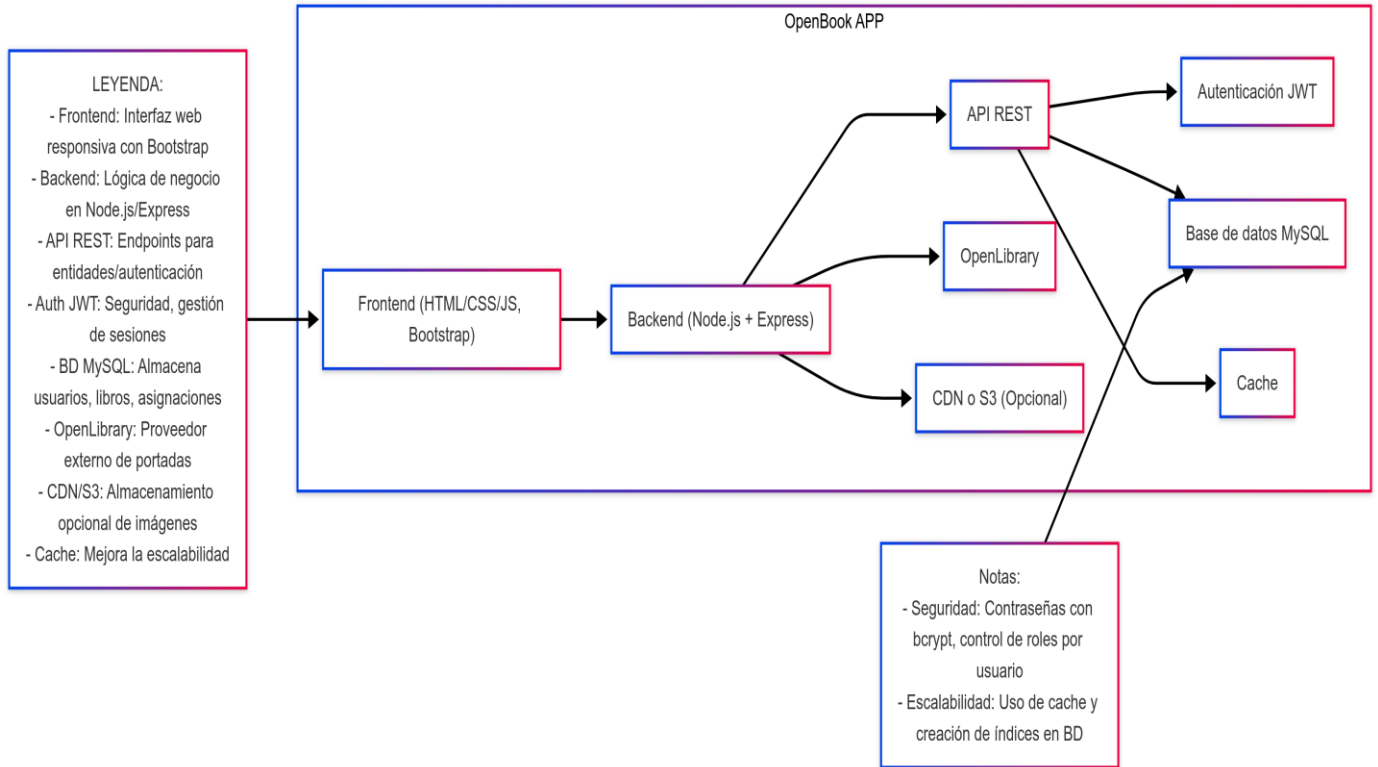 OpenBook APP
LEYENDA:
- Frontend: Interfaz web
responsiva con Bootstrap
- Backend: Lógica de negocio
en Node.js/Express
- API REST: Endpoints para
entidades/autenticación
- Auth JWT: Seguridad, gestión
de sesiones
- BD MySQL: Almacena
usuarios, libros, asignaciones
- OpenLibrary: Proveedor
externo de portadas
- CDN/S3: Almacenamiento
opcional de imágenes
- Cache: Mejora la escalabilidad
Frontend (HTML/CSS/JS,
Bootstrap)
Backend (Node.js + Express)
API REST
OpenLibrary
CDN o S3 (Opcional)
Autenticación JWT
Base de datos MySQL
Cache
Notas:
- Seguridad: Contraseñas con
bcrypt, control de roles por
usuario
- Escalabilidad: Uso de cache y
creación de índices en BD